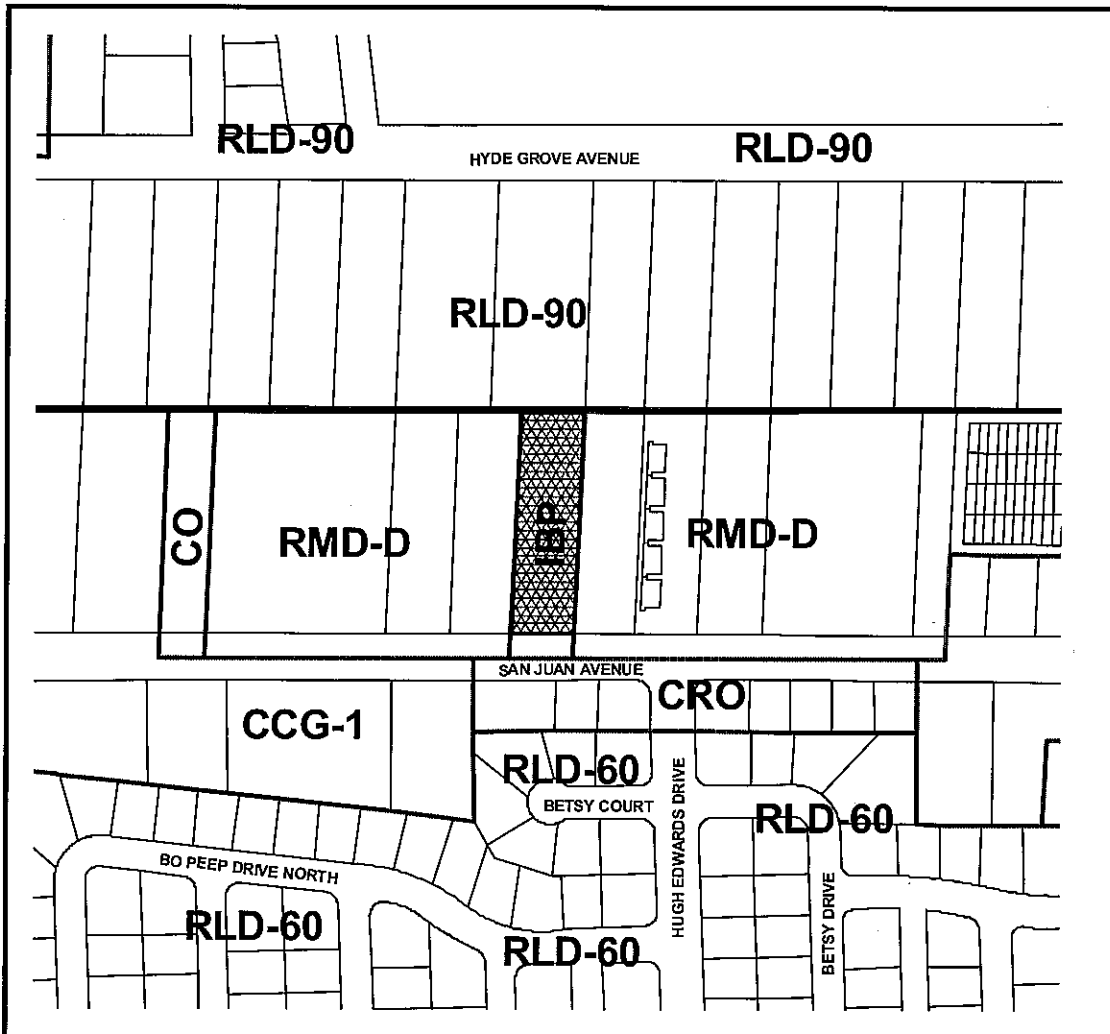 RLD-90
RLD-90
HYDE GROVE AVENUE
RLD-90
CO
RMD-D
IBP
RMD-D
SAN JUAN AVENUE
CRO
CCG-1
RLD-60
BETSY COURT
HUGH EDWARDS DRIVE
RLD-60
BO PEEP DRIVE NORTH
BETSY DRIVE
RLD-60
RLD-60